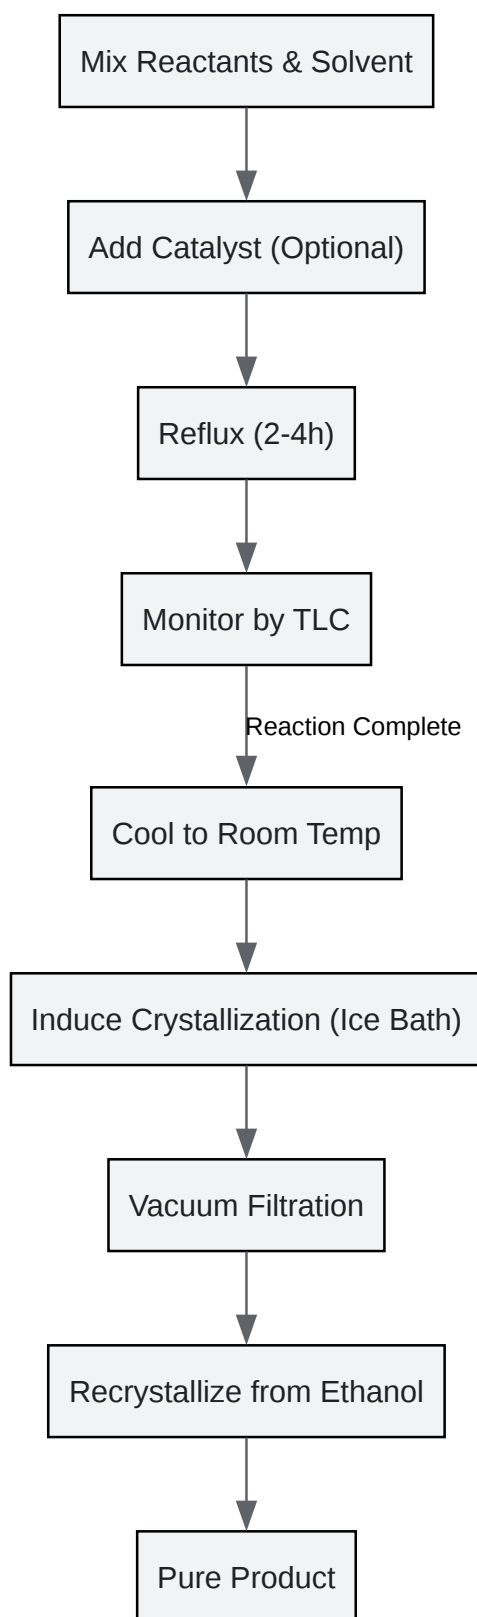 Mix Reactants & Solvent
Add Catalyst (Optional)
Reflux (2-4h)
Monitor by TLC
Reaction Complete
Cool to Room Temp
Induce Crystallization (Ice Bath)
Vacuum Filtration
Recrystallize from Ethanol
Pure Product